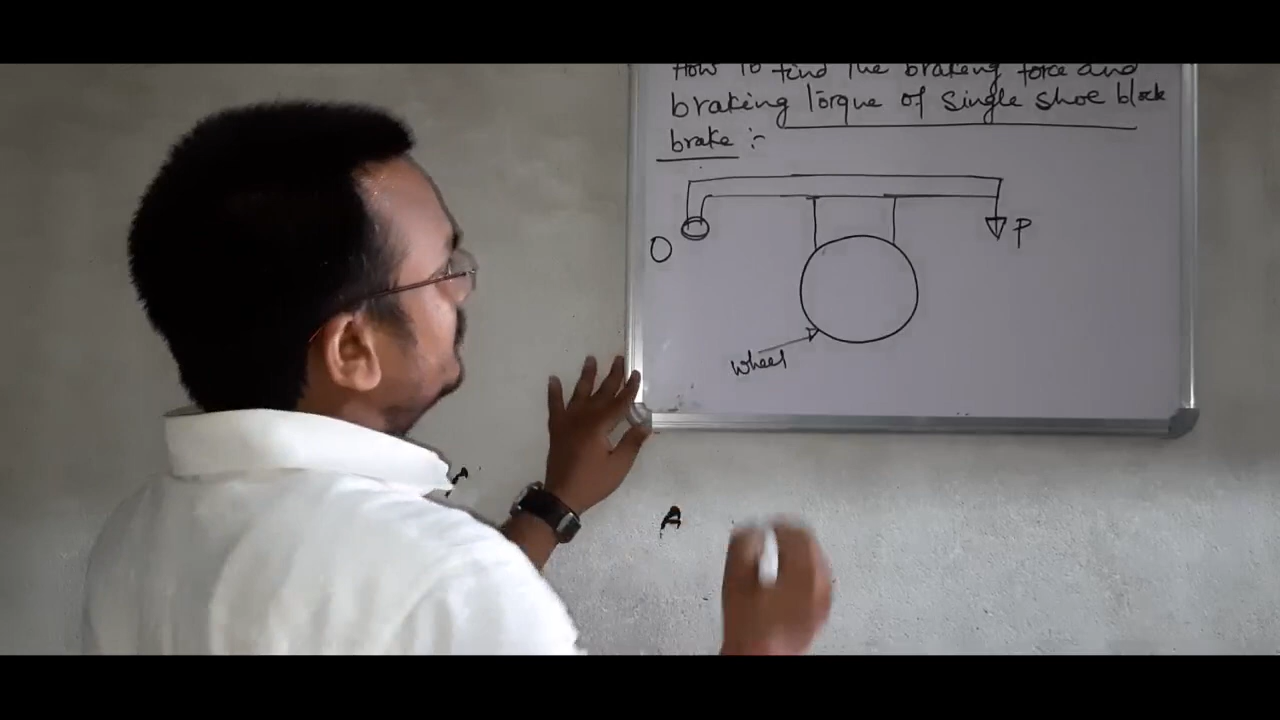 How to find the braking force and
braking Torque of single shoe block
brake :-
O
P
wheel
A